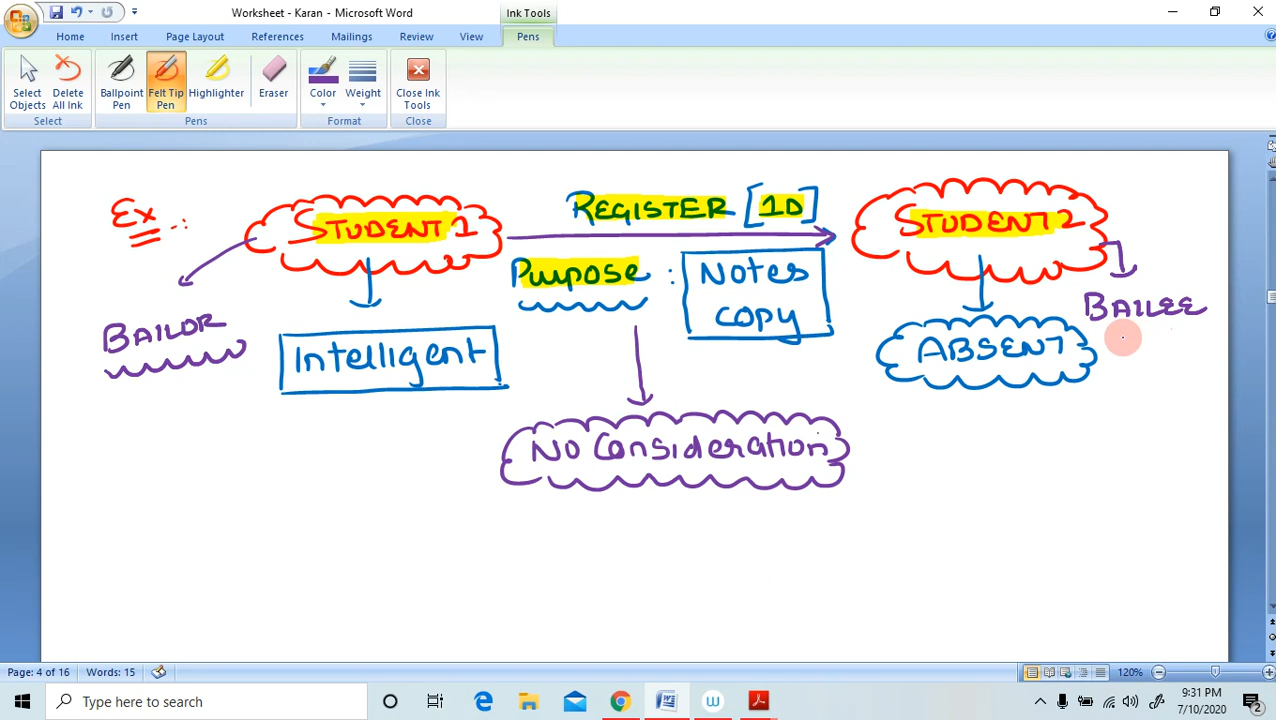 Worksheet - Karan - Microsoft Word
Ink Tools
Home Insert Page Layout References Mailings Review View Pens
Select Objects
Delete All Ink
Ballpoint Pen
Felt Tip Pen
Highlighter
Eraser
Color
Weight
Close Ink Tools
Select Pens Format Close
Ex :
STUDENT 1
REGISTER [1D]
STUDENT 2
Purpose : Notes
copy
BAILOR
Intelligent
ABSENT
BAILEE
No Consideration
Page: 4 of 16 Words: 15 120%
Type here to search
9:31 PM
7/10/2020
2